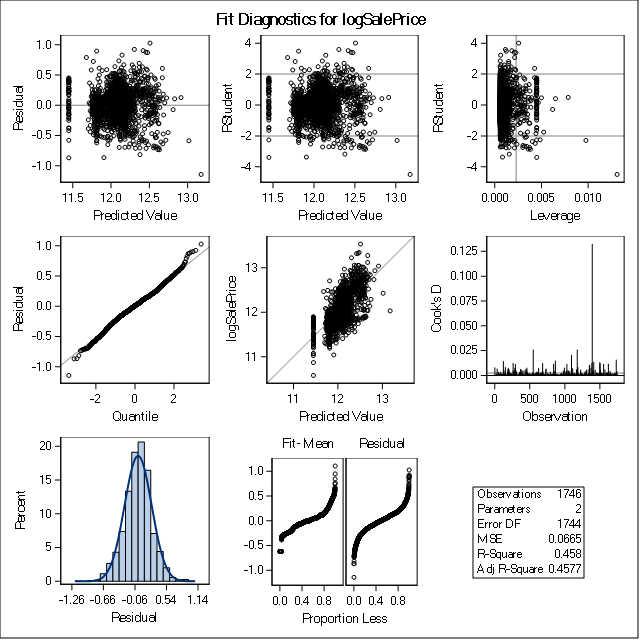 Fit Diagnostics for logSalePrice
1.0
0.5
0.0
-0.5
-1.0
Residual
11.5 12.0 12.5 13.0
Predicted Value
4
2
0
-2
-4
RStudent
11.5 12.0 12.5 13.0
Predicted Value
4
2
0
-2
-4
RStudent
0.000 0.005 0.010
Leverage
1.0
0.5
0.0
-0.5
-1.0
Residual
-2 0 2
Quantile
13
12
11
logSalePrice
11 12 13
Predicted Value
0.125
0.100
0.075
0.050
0.025
0.000
Cook's D
0 500 1000 1500
Observation
20
15
10
5
0
Percent
-1.26 -0.66 -0.06 0.54 1.14
Residual
Fit-Mean Residual
1.0
0.5
0.0
-0.5
-1.0
0.0 0.4 0.8 0.0 0.4 0.8
Proportion Less
Observations 1746
Parameters 2
Error DF 1744
MSE 0.0665
R-Square 0.458
Adj R-Square 0.4577